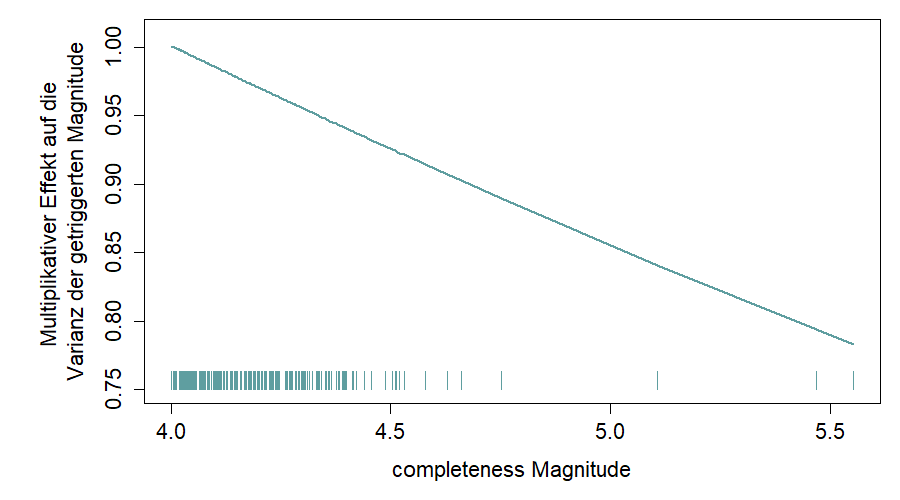 Multiplikativer Effekt auf die
Varianz der getriggerten Magnitude
1.00
0.95
0.90
0.85
0.80
0.75
4.0 4.5 5.0 5.5
completeness Magnitude